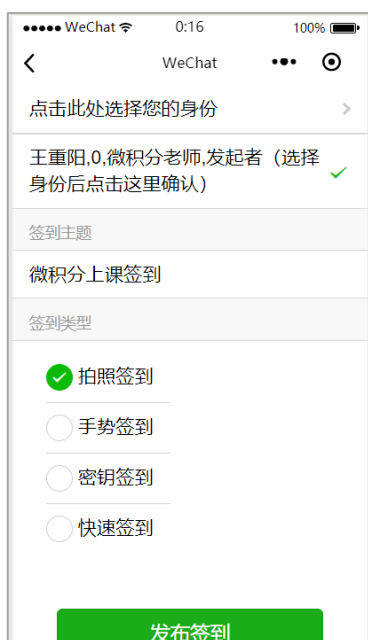 WeChat 0:16 100%
WeChat
点击此处选择您的身份
王重阳,0,微积分老师,发起者（选择
身份后点击这里确认）
签到主题
微积分上课签到
签到类型
拍照签到
手势签到
密钥签到
快速签到
发布签到